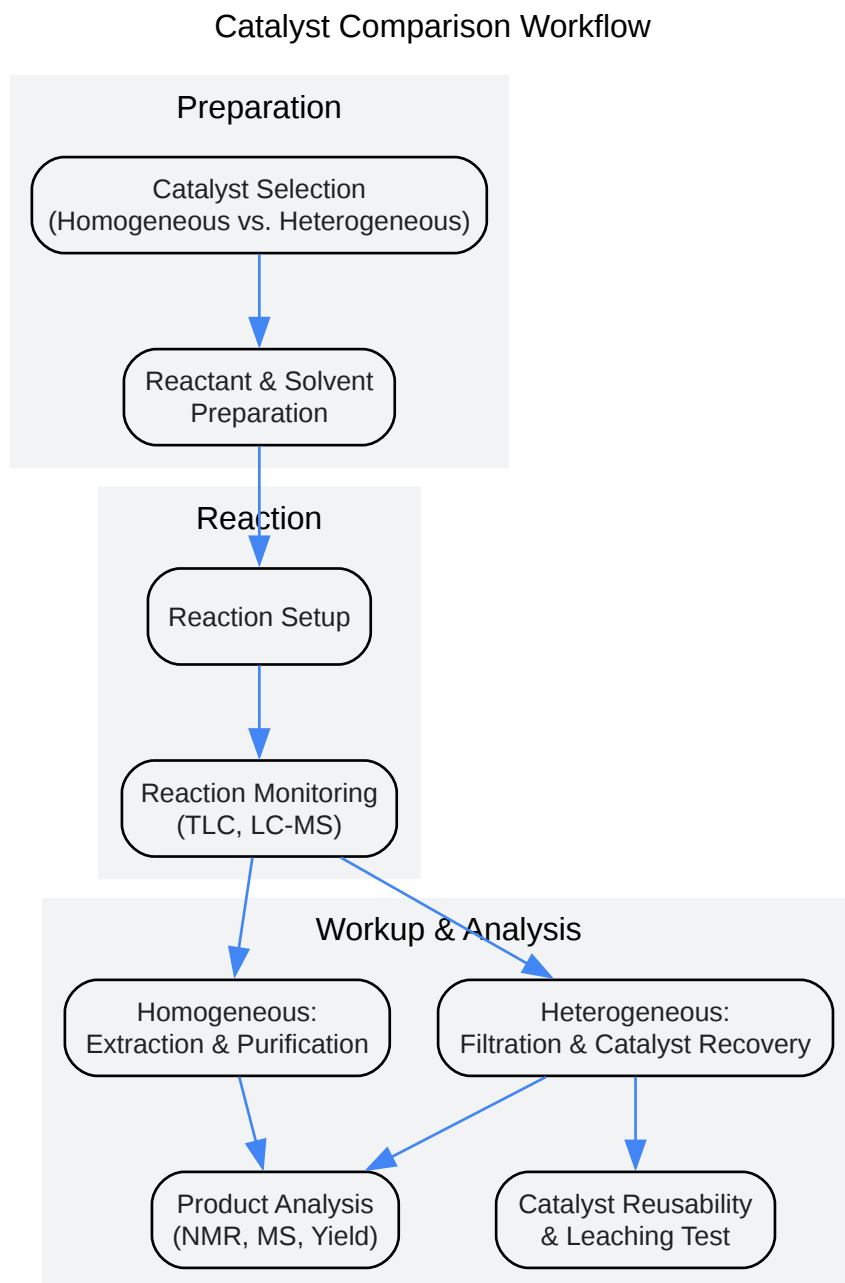 Catalyst Comparison Workflow
Preparation
Catalyst Selection
(Homogeneous vs. Heterogeneous)
Reactant & Solvent
Preparation
Reaction
Reaction Setup
Reaction Monitoring
(TLC, LC-MS)
Workup & Analysis
Homogeneous:
Extraction & Purification
Heterogeneous:
Filtration & Catalyst Recovery
Product Analysis
(NMR, MS, Yield)
Catalyst Reusability
& Leaching Test